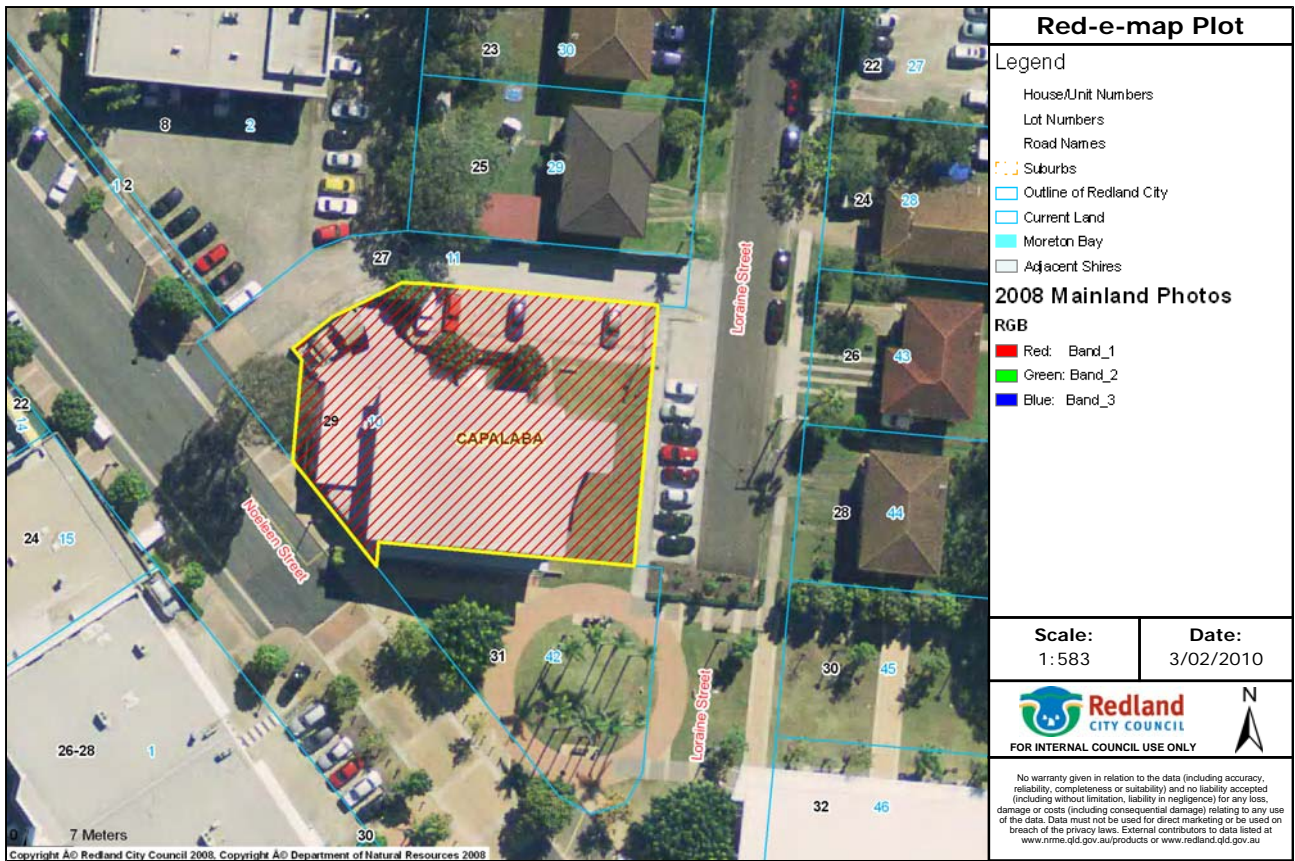 Red-e-map Plot
Legend
House/Unit Numbers
Lot Numbers
Road Names
Suburbs
Outline of Redland City
Current Land
Moreton Bay
Adjacent Shires
2008 Mainland Photos
RGB
Red: Band_1
Green: Band_2
Blue: Band_3
Scale:
1:583
Date:
3/02/2010
Redland
CITY COUNCIL
FOR INTERNAL COUNCIL USE ONLY
N
No warranty given in relation to the data (including accuracy,
reliability, completeness or suitability) and no liability accepted
(including without limitation, liability in negligence) for any loss,
damage or costs (including consequential damage) relating to any use
of the data. Data must not be used for direct marketing or be used on
breach of the privacy laws. External contributors to data listed at
www.nrme.qld.gov.au/products or www.redland.qld.gov.au
23 30
22 27
8 2
25 29
12
24 28
27 11
Loraine Street
26 43
22
14
29 10
CAPALABA
28 44
24 15
Noeleen Street
31 42
Loraine Street
30 45
26-28 1
32 46
0 7 Meters
30
Copyright Â© Redland City Council 2008, Copyright Â© Department of Natural Resources 2008